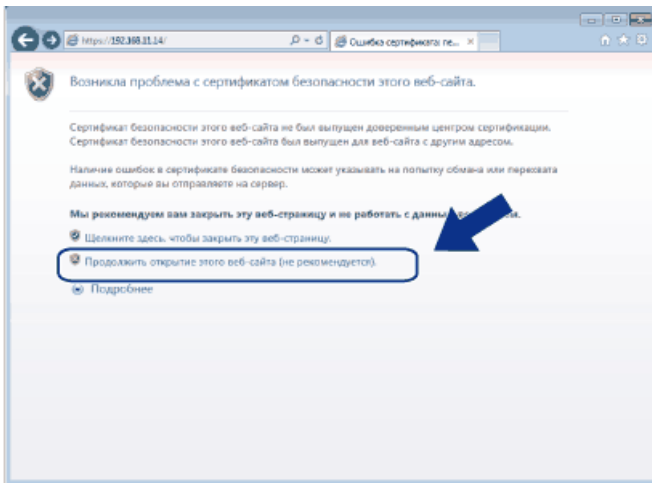 https://192.168.11.14/
Ошибка сертификата: пе...
Возникла проблема с сертификатом безопасности этого веб-сайта.
Сертификат безопасности этого веб-сайта не был выпущен доверенным центром сертификации.
Сертификат безопасности этого веб-сайта был выпущен для веб-сайта с другим адресом.
Наличие ошибок в сертификате безопасности может указывать на попытку обмана или перехвата
данных, которые вы отправляете на сервер.
Мы рекомендуем вам закрыть эту веб-страницу и не работать с данным
Щелкните здесь, чтобы закрыть эту веб-страницу.
Продолжить открытие этого веб-сайта (не рекомендуется).
Подробнее